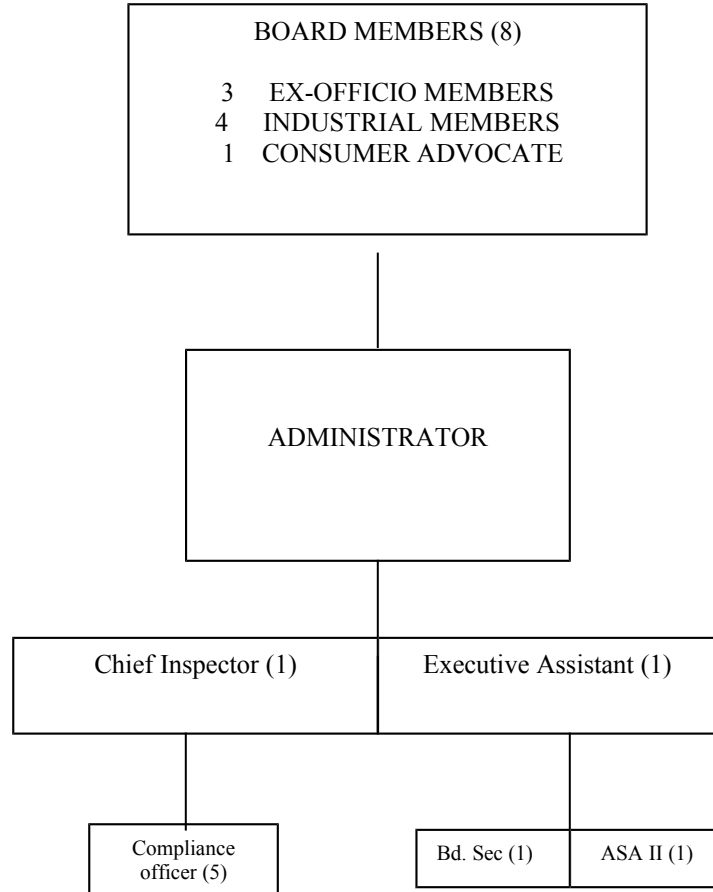 BOARD MEMBERS (8)
3 EX-OFFICIO MEMBERS
4 INDUSTRIAL MEMBERS
1 CONSUMER ADVOCATE
ADMINISTRATOR
Chief Inspector (1)
Executive Assistant (1)
Compliance
officer (5)
Bd. Sec (1)
ASA II (1)